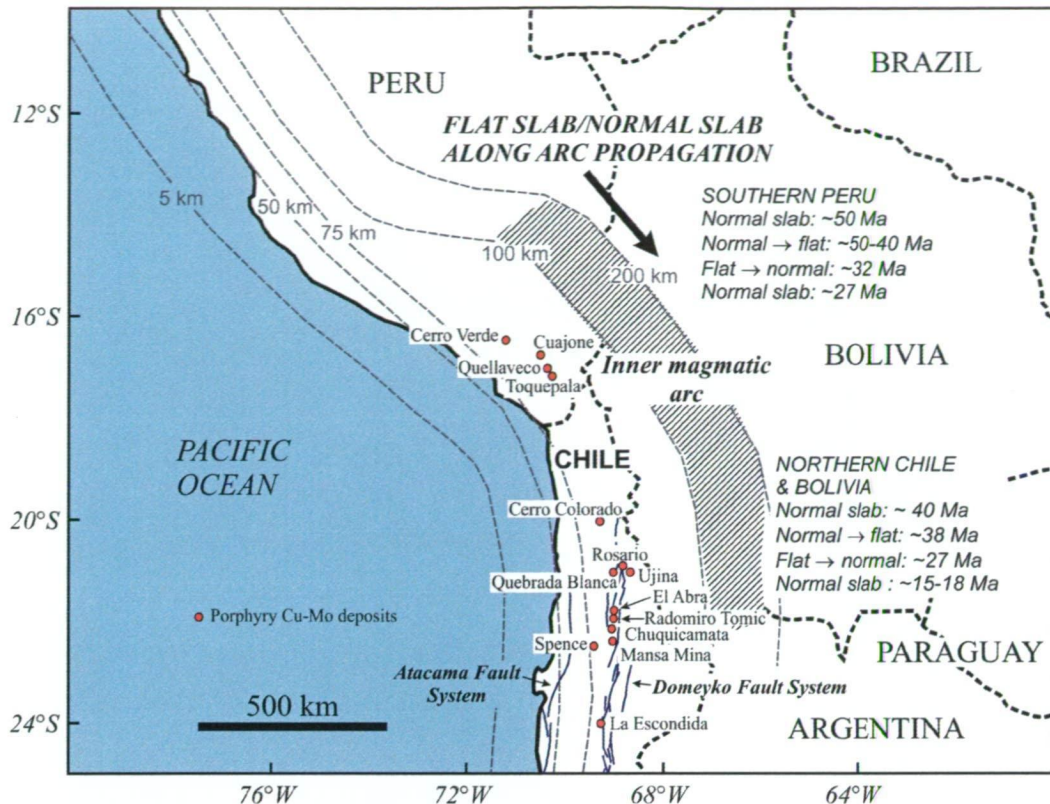 PERU
BRAZIL
12°S
FLAT SLAB/NORMAL SLAB
ALONG ARC PROPAGATION
5 km
50 km
75 km
100 km
200 km
SOUTHERN PERU
Normal slab: ~50 Ma
Normal → flat: ~50-40 Ma
Flat → normal: ~32 Ma
Normal slab: ~27 Ma
16°S
Cerro Verde
Cuajone
Quellaveco
Toquepala
BOLIVIA
Inner magmatic
arc
PACIFIC
OCEAN
CHILE
NORTHERN CHILE
& BOLIVIA
Normal slab: ~ 40 Ma
Normal → flat: ~38 Ma
Flat → normal: ~27 Ma
Normal slab : ~15-18 Ma
20°S
Cerro Colorado
Rosario
Quebrada Blanca
Ujina
El Abra
Porphyry Cu-Mo deposits
Radomiro Tomic
Chuquicamata
Spence
Mansa Mina
PARAGUAY
Atacama Fault
System
Domeyko Fault System
500 km
24°S
La Escondida
ARGENTINA
76°W
72°W
68°W
64°W